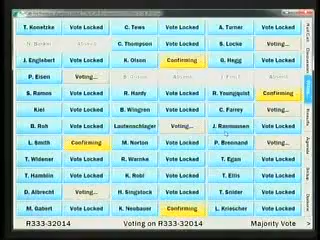 T. Konetzke Vote Locked C. Tews Vote Locked A. Turner Vote Locked
Absent C. Thompson Vote Locked S. Locke Voting...
J. Englebert Vote Locked K. Olson Confirming G. Hegg Vote Locked
P. Eisen Voting... Absent Absent
S. Ramos Vote Locked R. Hardy Vote Locked R. Youngquist Confirming
Kiel Vote Locked B. Wingren Vote Locked C. Farrey Voting...
B. Roh Vote Locked Lautenschlager Voting... J. Rasmussen Vote Locked
L. Smith Confirming M. Norton Vote Locked P. Brennand Voting...
T. Widener Vote Locked R. Warnke Vote Locked T. Egan Vote Locked
T. Hamblin Vote Locked K. Robl Vote Locked T. Ellis Vote Locked
D. Albrecht Voting... H. Singstock Vote Locked T. Snider Vote Locked
M. Gabert Vote Locked K. Neubauer Confirming L. Kriescher Vote Locked
R333-32014 Voting on R333-32014 Majority Vote